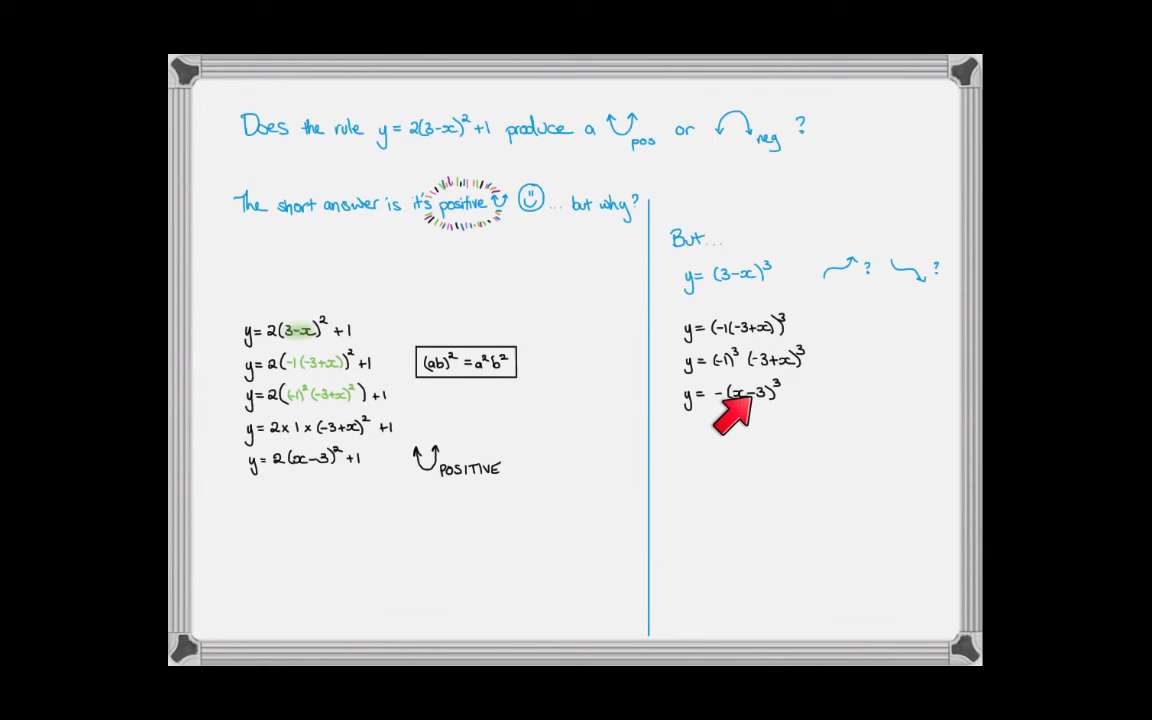 Does the rule y = 2(3-x)² +1 produce a pos or neg ?
The short answer is it's positive ... but why?
y = 2(3-x)² +1
y = 2(-1(-3+x))² +1
(ab)² = a²b²
y = 2((-1)² (-3+x)²) +1
y = 2 x 1 x (-3+x)² +1
y = 2(x-3)² +1
POSITIVE
But...
y = (3-x)³ ? ?
y = (-1(-3+x))³
y = (-1)³ (-3+x)³
y = -(x-3)³